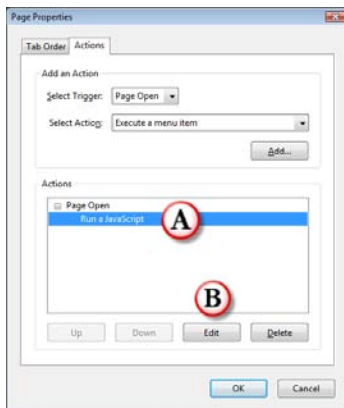 Page Properties
Tab Order Actions
Add an Action
Select Trigger: Page Open
Select Action: Execute a menu item
Add...
Actions
Page Open
Run a JavaScript
A
B
Up Down Edit Delete
OK Cancel